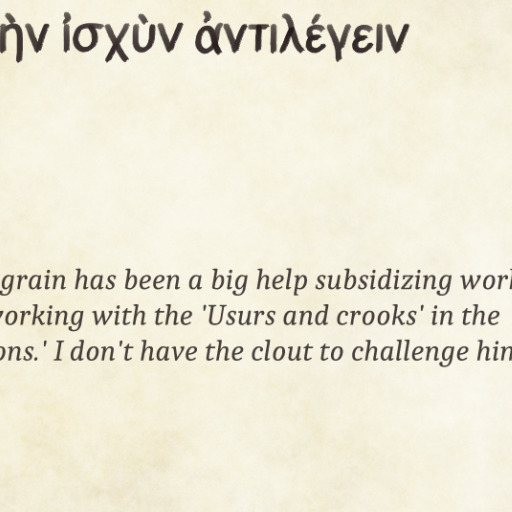 ὴν ἰσχὺν ἀντιλέγειν
grain has been a big help subsidizing work
working with the 'Usurs and crooks' in the
ons.' I don't have the clout to challenge him